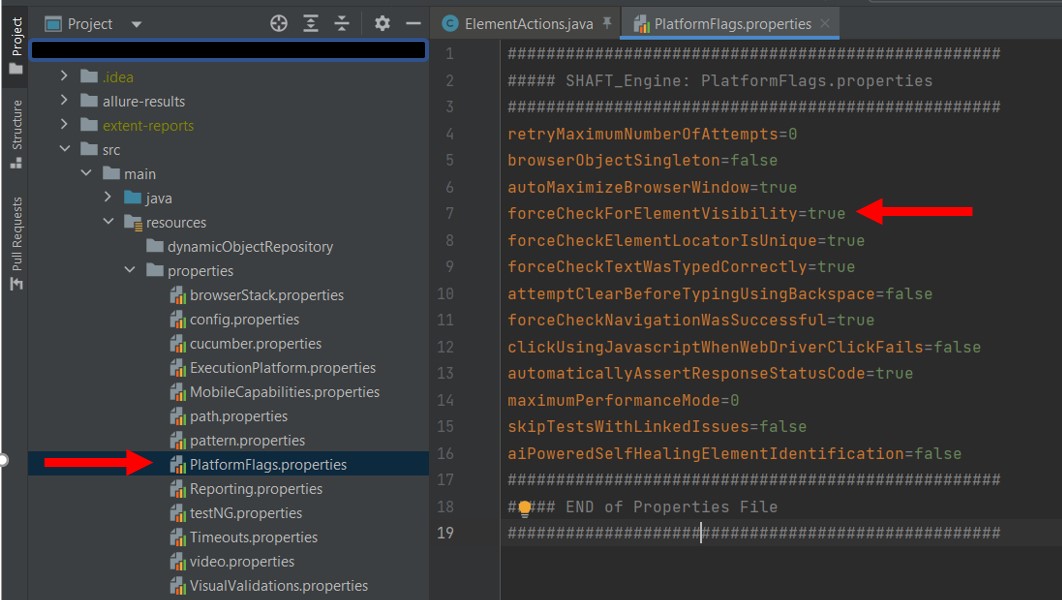 Project
ElementActions.java
PlatformFlags.properties
Project
Structure
Pull Requests
.idea
allure-results
extent-reports
src
main
java
resources
dynamicObjectRepository
properties
browserStack.properties
config.properties
cucumber.properties
ExecutionPlatform.properties
MobileCapabilities.properties
path.properties
pattern.properties
PlatformFlags.properties
Reporting.properties
testNG.properties
Timeouts.properties
video.properties
VisualValidations.properties
1 ###################################################
2 ##### SHAFT_Engine: PlatformFlags.properties
3 ###################################################
4 retryMaximumNumberOfAttempts=0
5 browserObjectSingleton=false
6 autoMaximizeBrowserWindow=true
7 forceCheckForElementVisibility=true
8 forceCheckElementLocatorIsUnique=true
9 forceCheckTextWasTypedCorrectly=true
10 attemptClearBeforeTypingUsingBackspace=false
11 forceCheckNavigationWasSuccessful=true
12 clickUsingJavascriptWhenWebDriverClickFails=false
13 automaticallyAssertResponseStatusCode=true
14 maximumPerformanceMode=0
15 skipTestsWithLinkedIssues=false
16 aiPoweredSelfHealingElementIdentification=false
17 ###################################################
18 ##### END of Properties File
19 ###################################################